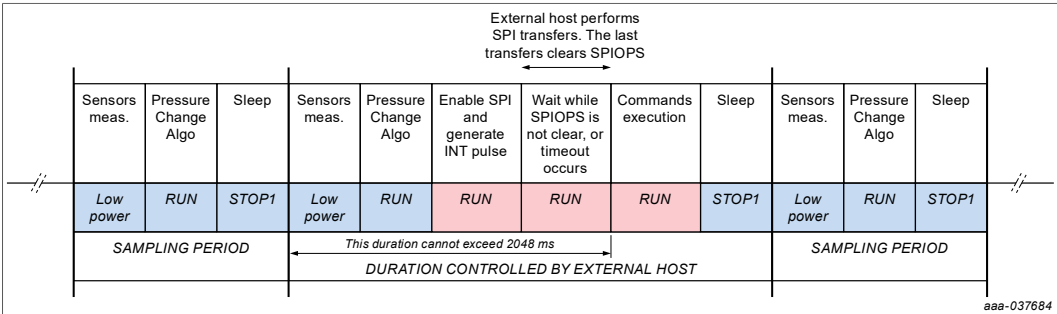 External host performs
SPI transfers. The last
transfers clears SPIOPS
Sensors
meas.
Pressure
Change
Algo
Sleep
Sensors
meas.
Pressure
Change
Algo
Enable SPI
and
generate
INT pulse
Wait while
SPIOPS is
not clear, or
timeout
occurs
Commands
execution
Sleep
Sensors
meas.
Pressure
Change
Algo
Sleep
Low
power
RUN
STOP1
Low
power
RUN
RUN
RUN
RUN
STOP1
Low
power
RUN
STOP1
SAMPLING PERIOD
This duration cannot exceed 2048 ms
DURATION CONTROLLED BY EXTERNAL HOST
SAMPLING PERIOD
aaa-037684